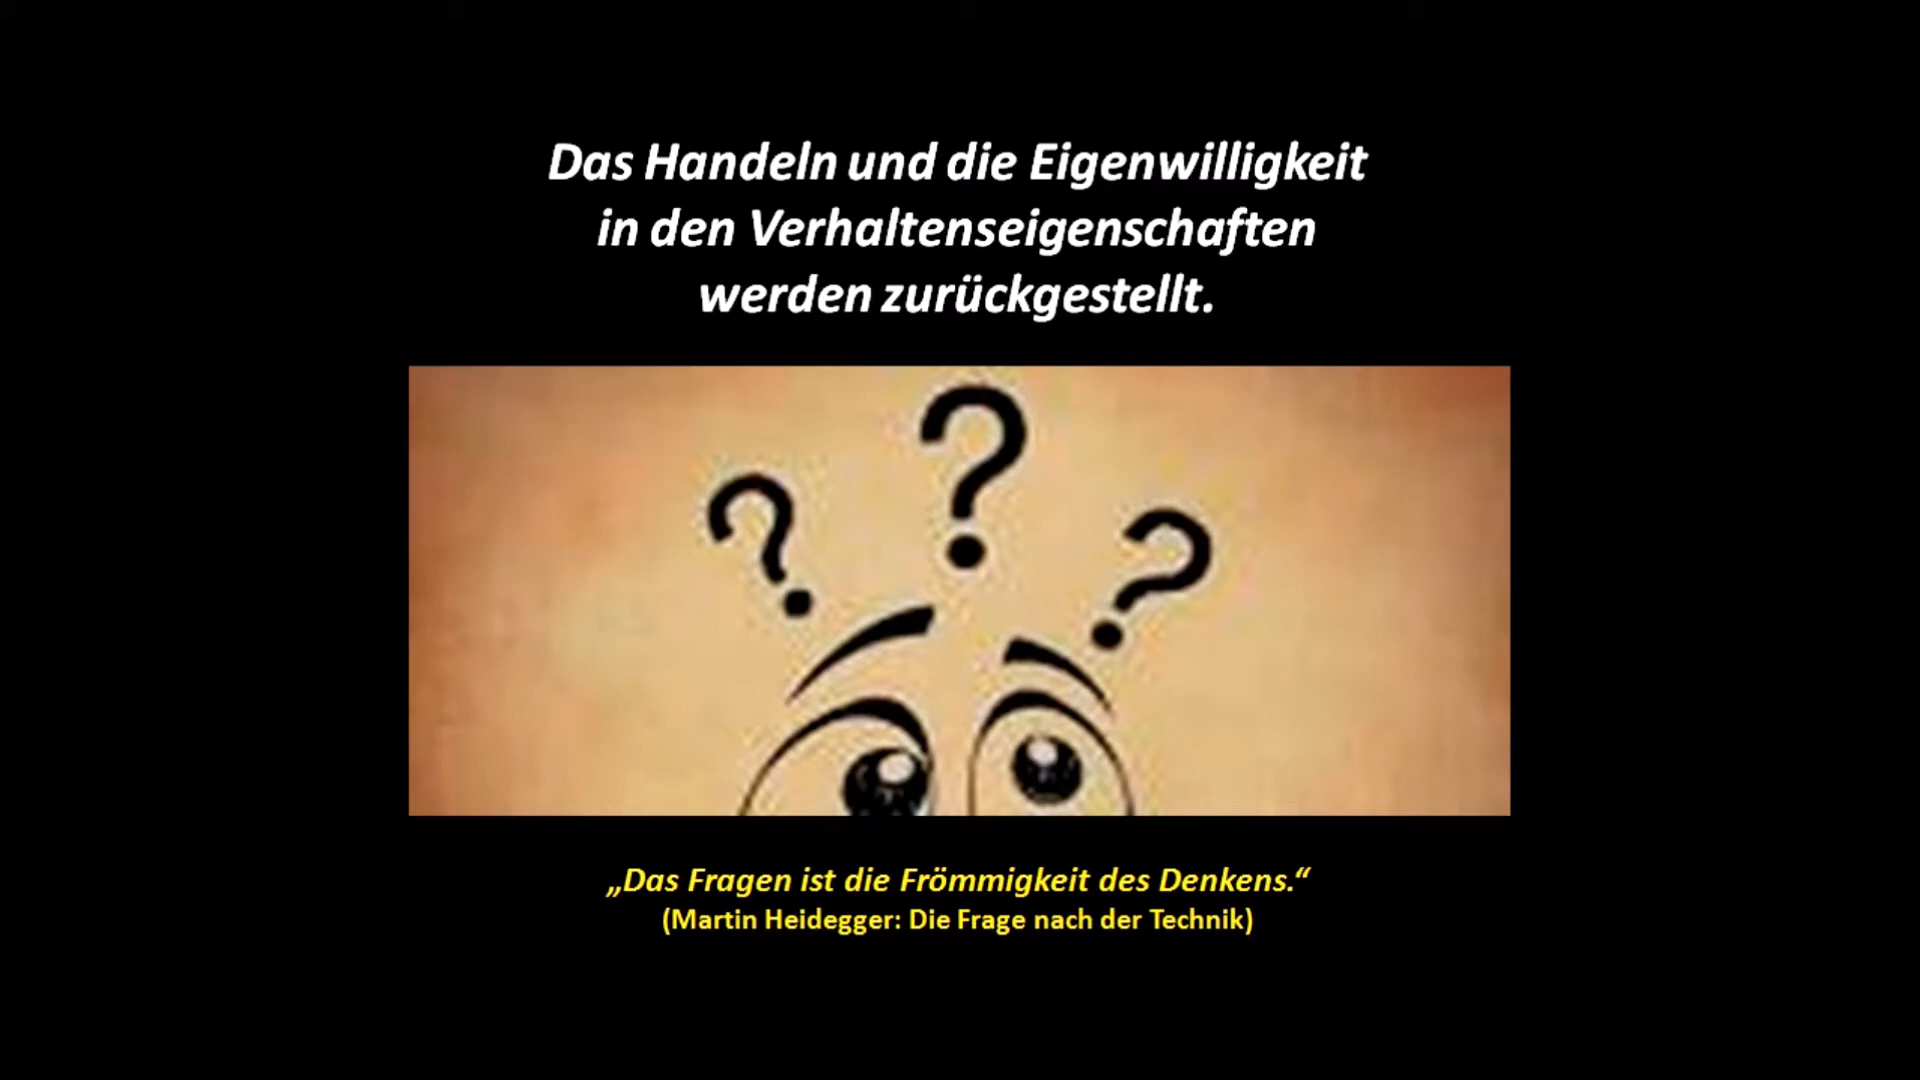 Das Handeln und die Eigenwilligkeit
in den Verhaltenseigenschaften
werden zurückgestellt.
? ? ?
„Das Fragen ist die Frömmigkeit des Denkens.“
(Martin Heidegger: Die Frage nach der Technik)